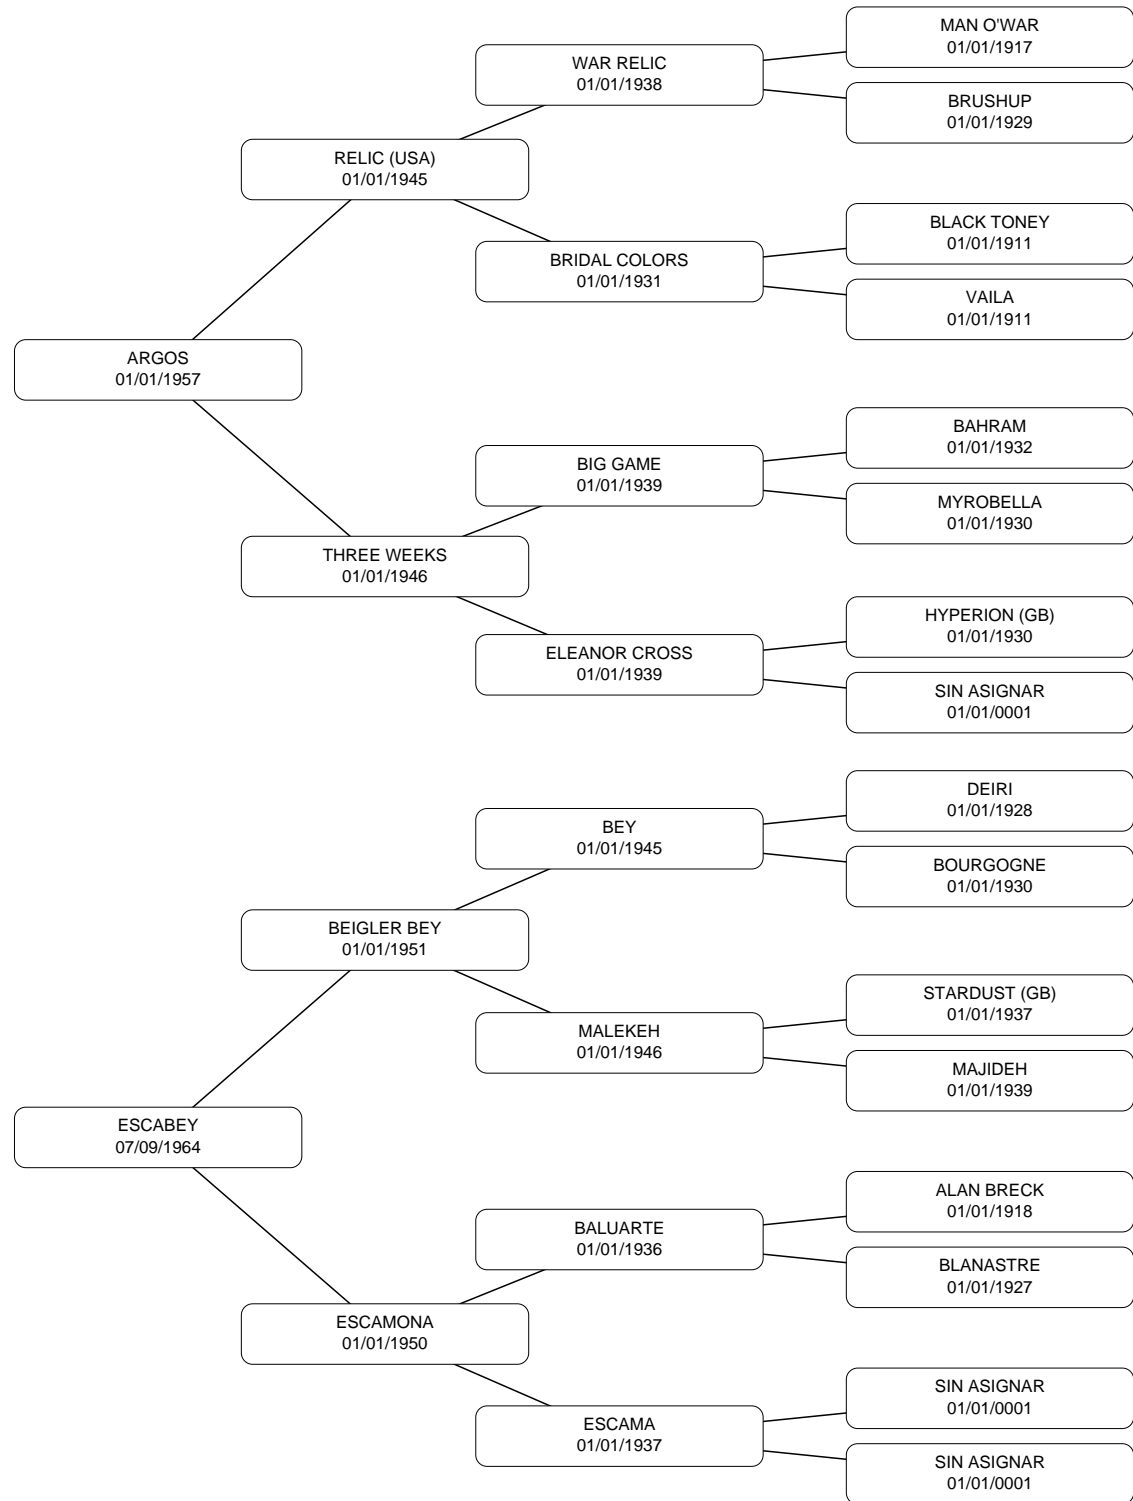 MAN O'WAR
01/01/1917
WAR RELIC
01/01/1938
BRUSHUP
01/01/1929
RELIC (USA)
01/01/1945
BLACK TONEY
01/01/1911
BRIDAL COLORS
01/01/1931
VAILA
01/01/1911
ARGOS
01/01/1957
BAHRAM
01/01/1932
BIG GAME
01/01/1939
MYROBELLA
01/01/1930
THREE WEEKS
01/01/1946
HYPERION (GB)
01/01/1930
ELEANOR CROSS
01/01/1939
SIN ASIGNAR
01/01/0001
DEIRI
01/01/1928
BEY
01/01/1945
BOURGOGNE
01/01/1930
BEIGLER BEY
01/01/1951
STARDUST (GB)
01/01/1937
MALEKEH
01/01/1946
MAJIDEH
01/01/1939
ESCABEY
07/09/1964
ALAN BRECK
01/01/1918
BALUARTE
01/01/1936
BLANASTRE
01/01/1927
ESCAMONA
01/01/1950
SIN ASIGNAR
01/01/0001
ESCAMA
01/01/1937
SIN ASIGNAR
01/01/0001